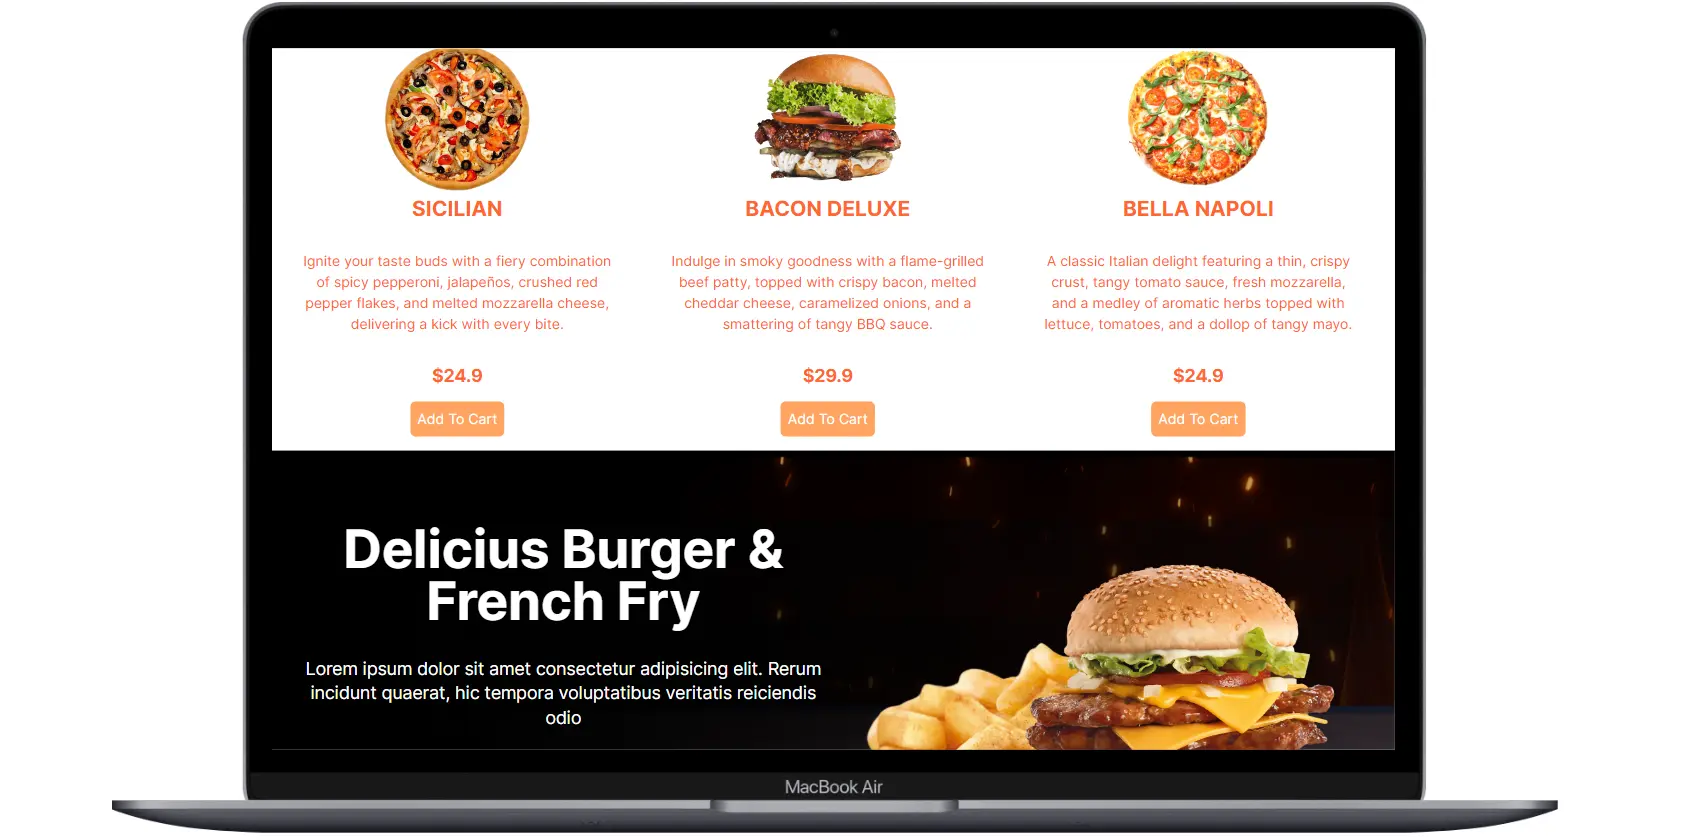 SICILIAN
Ignite your taste buds with a fiery combination
of spicy pepperoni, jalapeños, crushed red
pepper flakes, and melted mozzarella cheese,
delivering a kick with every bite.
$24.9
Add To Cart
BACON DELUXE
Indulge in smoky goodness with a flame-grilled
beef patty, topped with crispy bacon, melted
cheddar cheese, caramelized onions, and a
smattering of tangy BBQ sauce.
$29.9
Add To Cart
BELLA NAPOLI
A classic Italian delight featuring a thin, crispy
crust, tangy tomato sauce, fresh mozzarella,
and a medley of aromatic herbs topped with
lettuce, tomatoes, and a dollop of tangy mayo.
$24.9
Add To Cart
Delicius Burger &
French Fry
Lorem ipsum dolor sit amet consectetur adipisicing elit. Rerum
incidunt quaerat, hic tempora voluptatibus veritatis reiciendis
odio
MacBook Air